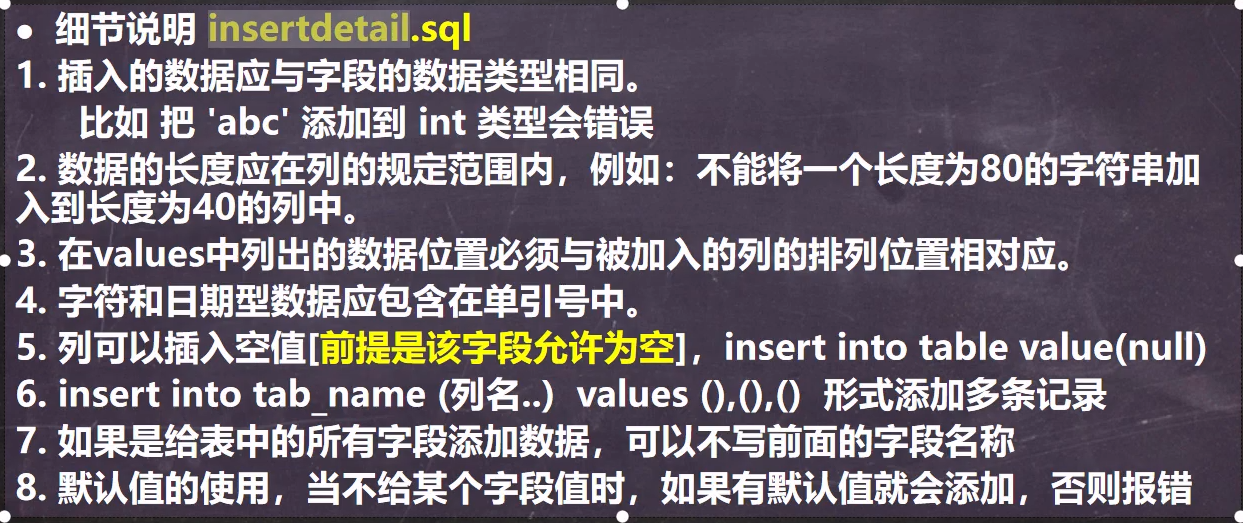 ● 细节说明 insertdetail.sql
1. 插入的数据应与字段的数据类型相同。
比如 把 'abc' 添加到 int 类型会错误
2. 数据的长度应在列的规定范围内，例如：不能将一个长度为80的字符串加
入到长度为40的列中。
3. 在values中列出的数据位置必须与被加入的列的排列位置相对应。
4. 字符和日期型数据应包含在单引号中。
5. 列可以插入空值[前提是该字段允许为空]，insert into table value(null)
6. insert into tab_name (列名..) values (),(),() 形式添加多条记录
7. 如果是给表中的所有字段添加数据，可以不写前面的字段名称
8. 默认值的使用，当不给某个字段值时，如果有默认值就会添加，否则报错